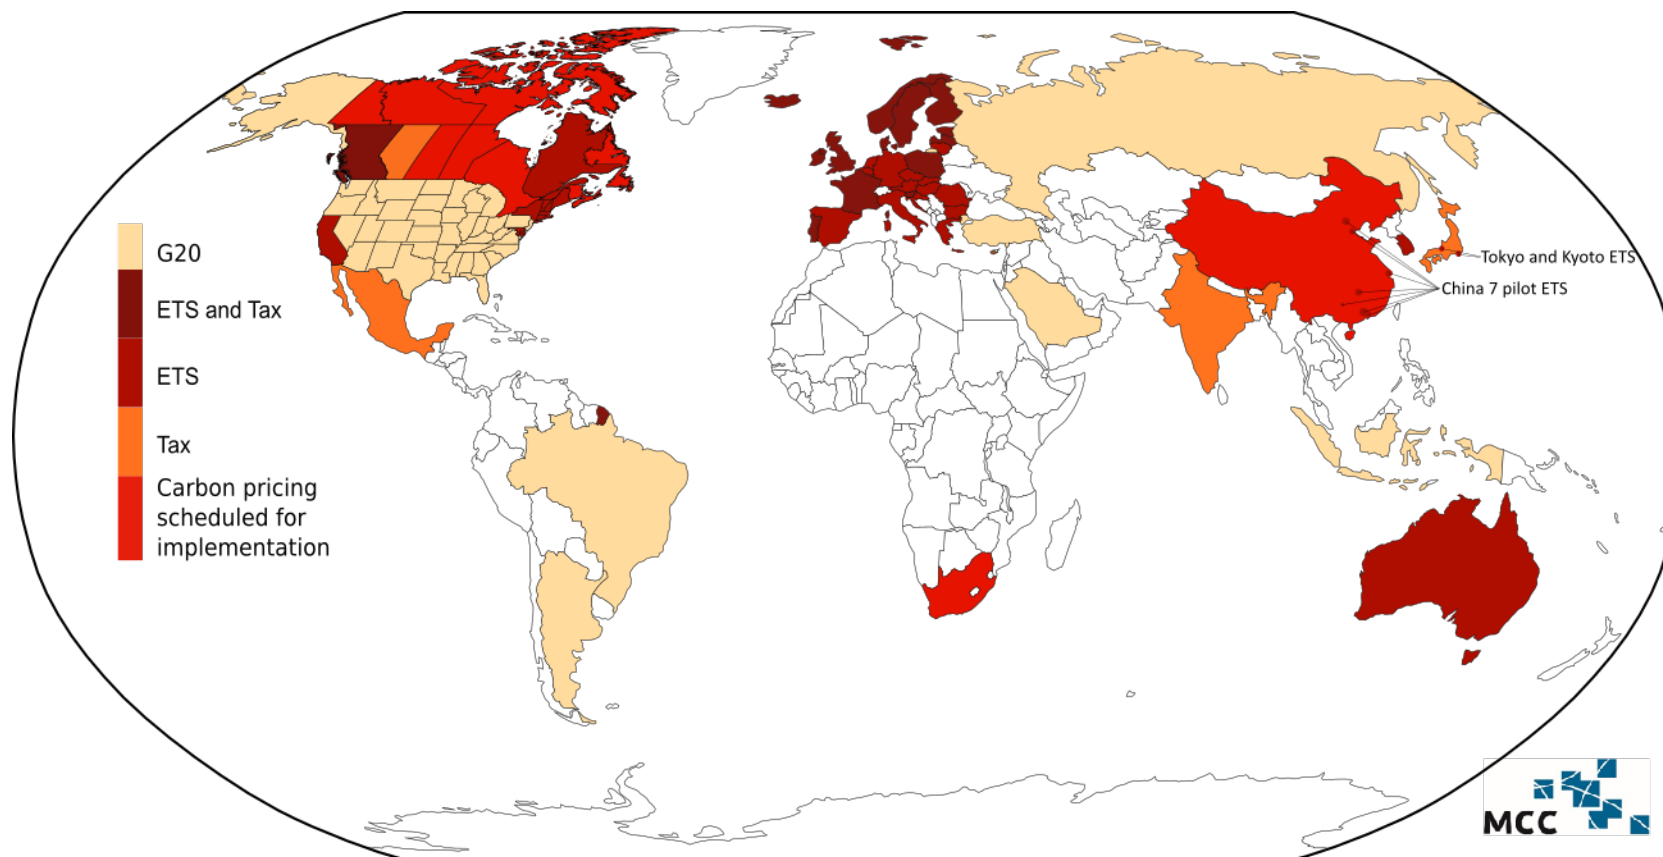 G20
ETS and Tax
ETS
Tax
Carbon pricing
scheduled for
implementation
Tokyo and Kyoto ETS
China 7 pilot ETS
MCC